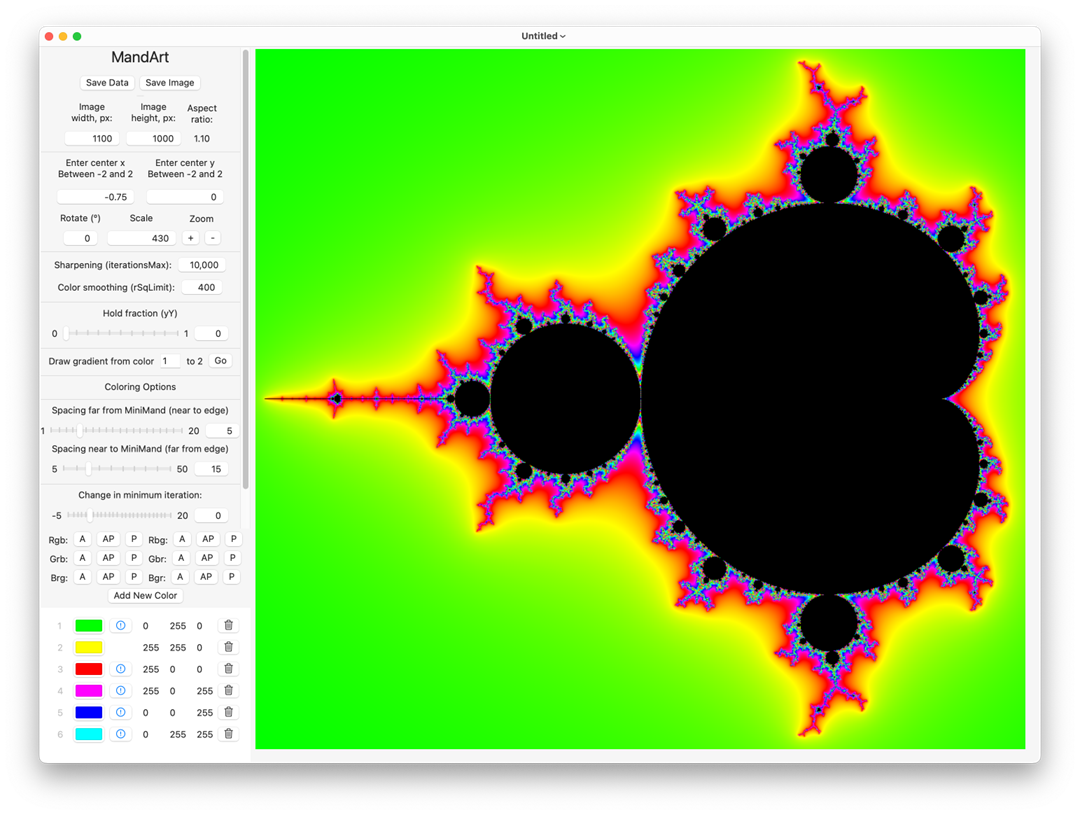 Untitled
MandArt
Save Data Save Image
Image width, px: Image height, px: Aspect ratio:
1100 1000 1.10
Enter center x Enter center y
Between -2 and 2 Between -2 and 2
-0.75 0
Rotate (°) Scale Zoom
0 430 + -
Sharpening (iterationsMax): 10,000
Color smoothing (rSqLimit): 400
Hold fraction (yY)
0 1 0
Draw gradient from color 1 to 2 Go
Coloring Options
Spacing far from MiniMand (near to edge)
1 20 5
Spacing near to MiniMand (far from edge)
5 50 15
Change in minimum iteration:
-5 20 0
Rgb: A AP P Rbg: A AP P
Grb: A AP P Gbr: A AP P
Brg: A AP P Bgr: A AP P
Add New Color
1 0 255 0
2 255 255 0
3 255 0 0
4 255 0 255
5 0 0 255
6 0 255 255